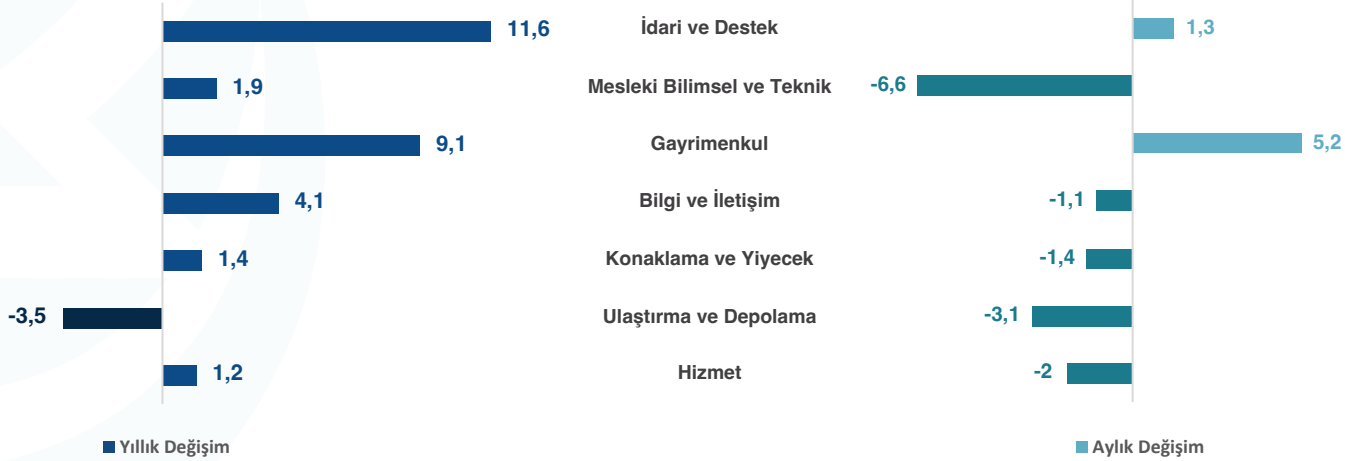 11,6 İdari ve Destek 1,3
1,9 Mesleki Bilimsel ve Teknik -6,6
9,1 Gayrimenkul 5,2
4,1 Bilgi ve İletişim -1,1
1,4 Konaklama ve Yiyecek -1,4
-3,5 Ulaştırma ve Depolama -3,1
1,2 Hizmet -2
Yıllık Değişim Aylık Değişim